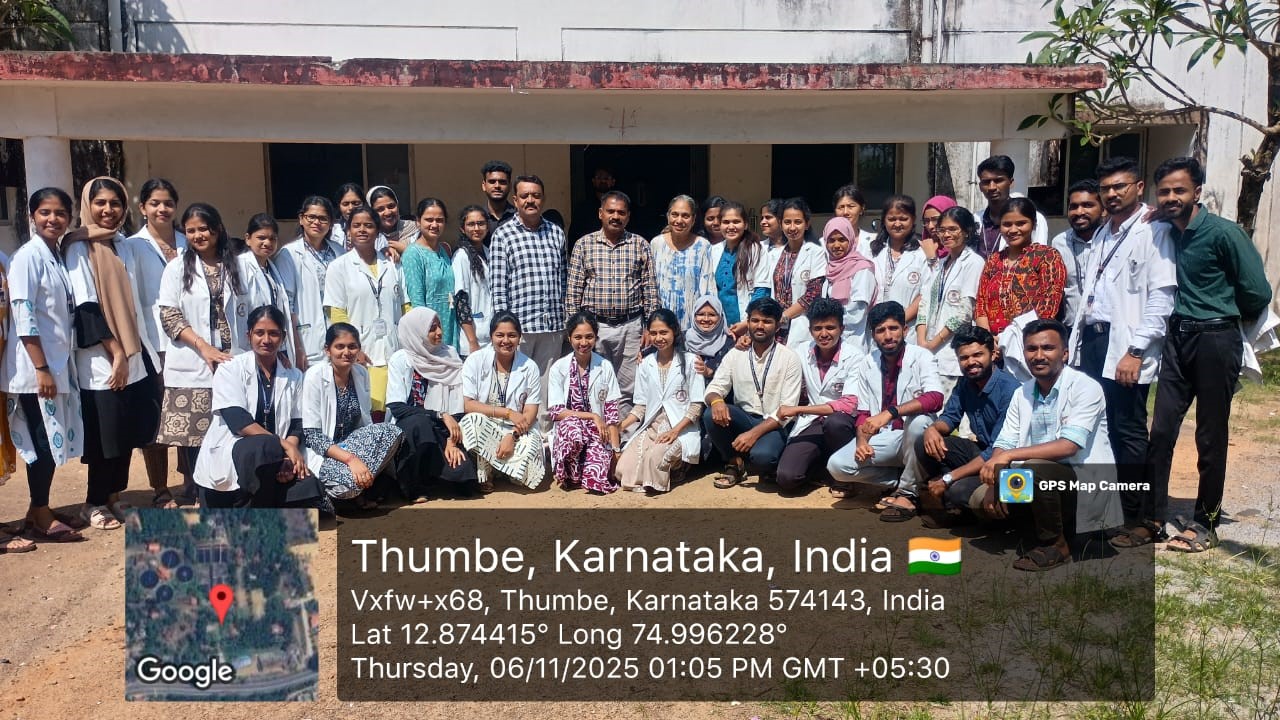 GPS Map Camera
Thumbe, Karnataka, India
Vxfw+x68, Thumbe, Karnataka 574143, India
Lat 12.874415° Long 74.996228°
Thursday, 06/11/2025 01:05 PM GMT +05:30
Google